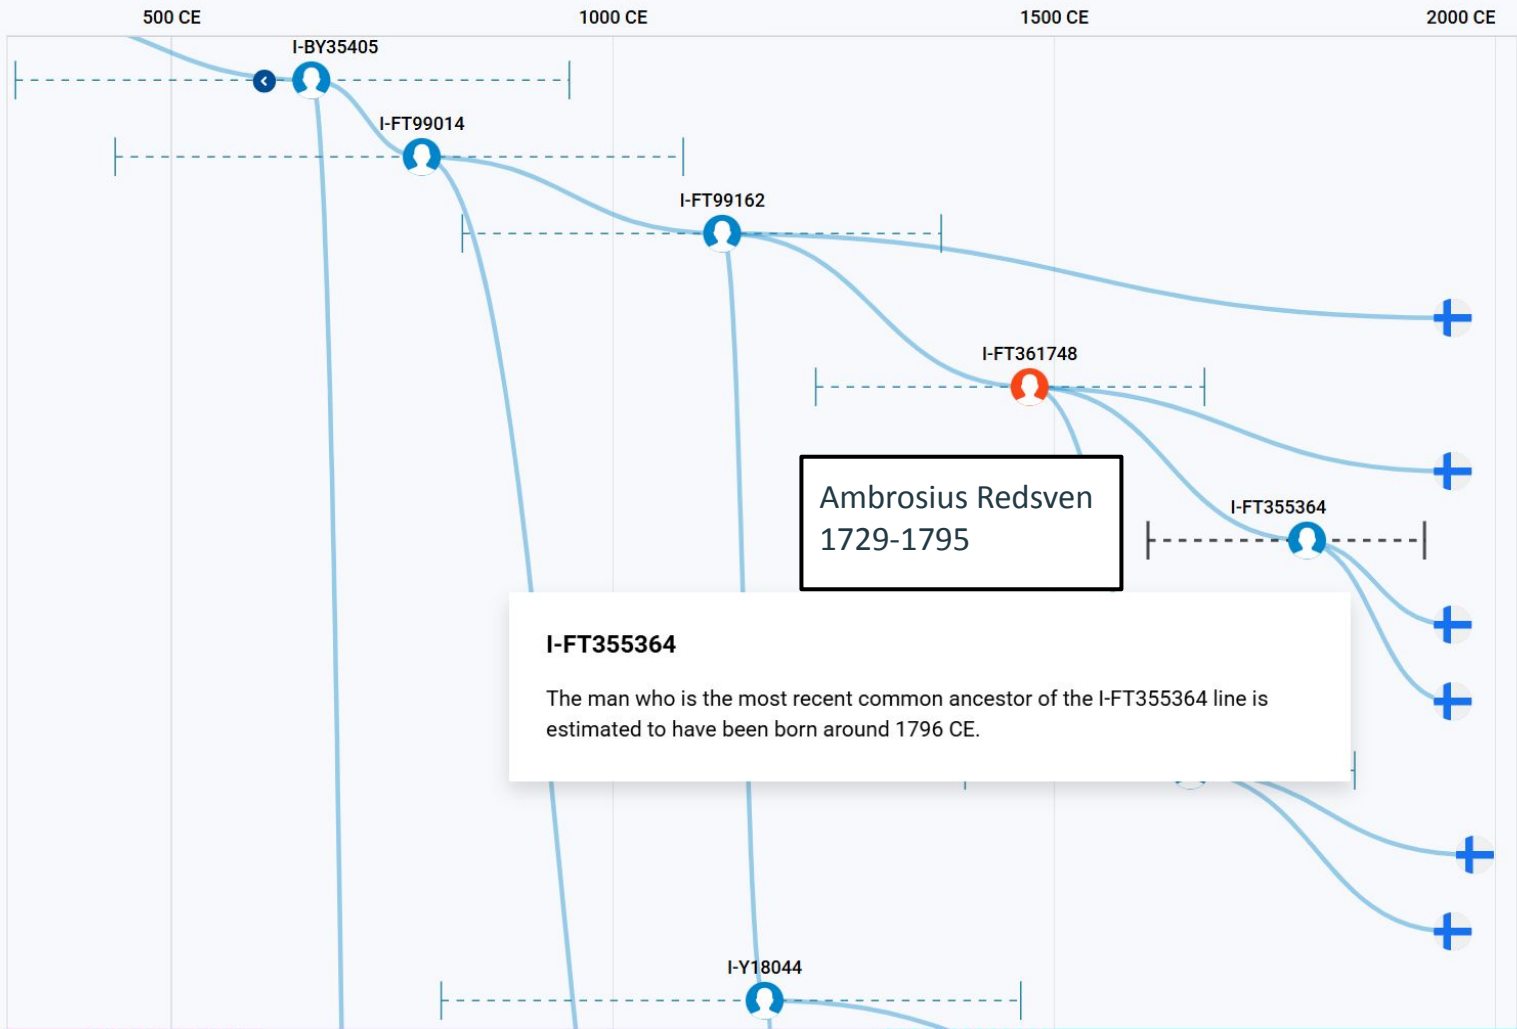 500 CE
1000 CE
1500 CE
2000 CE
I-BY35405
I-FT99014
I-FT99162
I-FT361748
Ambrosius Redsven
1729-1795
I-FT355364
I-FT355364
The man who is the most recent common ancestor of the I-FT355364 line is
estimated to have been born around 1796 CE.
I-Y18044